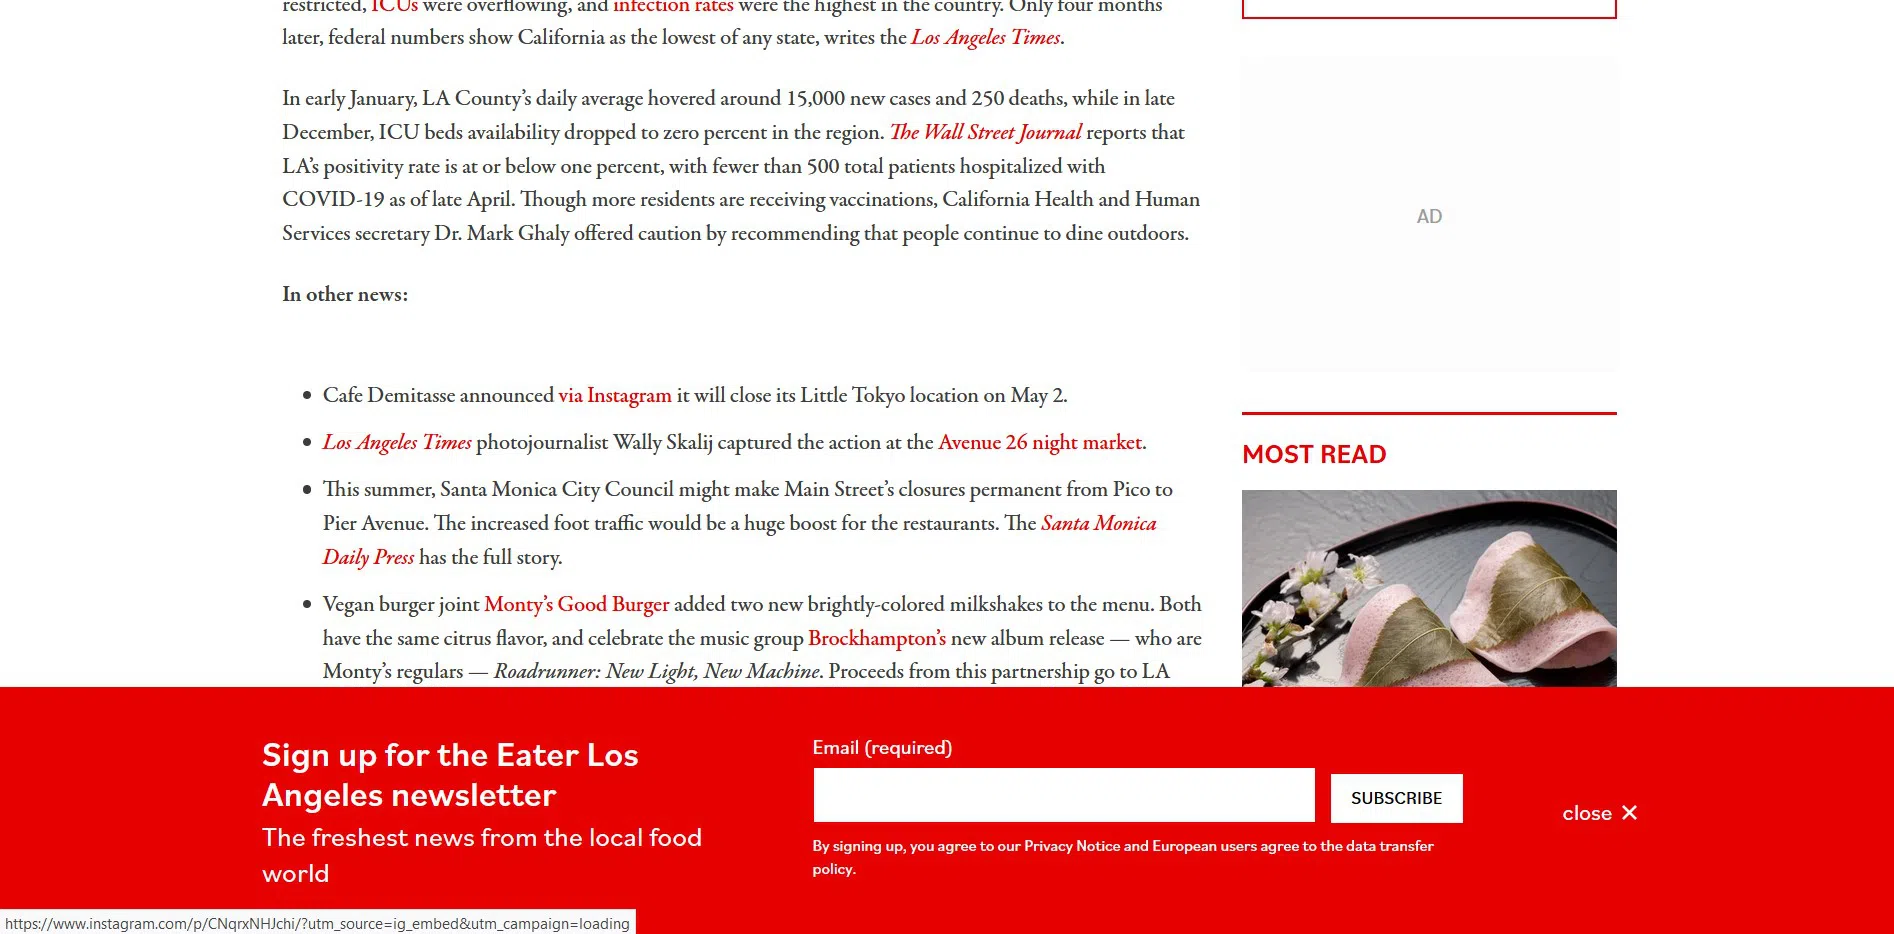 restricted, ICUs were overflowing, and infection rates were the highest in the country. Only four months
later, federal numbers show California as the lowest of any state, writes the Los Angeles Times.
In early January, LA County’s daily average hovered around 15,000 new cases and 250 deaths, while in late
December, ICU beds availability dropped to zero percent in the region. The Wall Street Journal reports that
LA’s positivity rate is at or below one percent, with fewer than 500 total patients hospitalized with
COVID-19 as of late April. Though more residents are receiving vaccinations, California Health and Human
Services secretary Dr. Mark Ghaly offered caution by recommending that people continue to dine outdoors.
In other news:
• Cafe Demitasse announced via Instagram it will close its Little Tokyo location on May 2.
• Los Angeles Times photojournalist Wally Skalij captured the action at the Avenue 26 night market.
• This summer, Santa Monica City Council might make Main Street’s closures permanent from Pico to
Pier Avenue. The increased foot traffic would be a huge boost for the restaurants. The Santa Monica
Daily Press has the full story.
• Vegan burger joint Monty’s Good Burger added two new brightly-colored milkshakes to the menu. Both
have the same citrus flavor, and celebrate the music group Brockhampton’s new album release — who are
Monty’s regulars — Roadrunner: New Light, New Machine. Proceeds from this partnership go to LA
AD
MOST READ
Sign up for the Eater Los
Angeles newsletter
The freshest news from the local food
world
Email (required)
SUBSCRIBE
By signing up, you agree to our Privacy Notice and European users agree to the data transfer
policy.
close ✕
https://www.instagram.com/p/CNqrxNHJchi/?utm_source=ig_embed&utm_campaign=loading